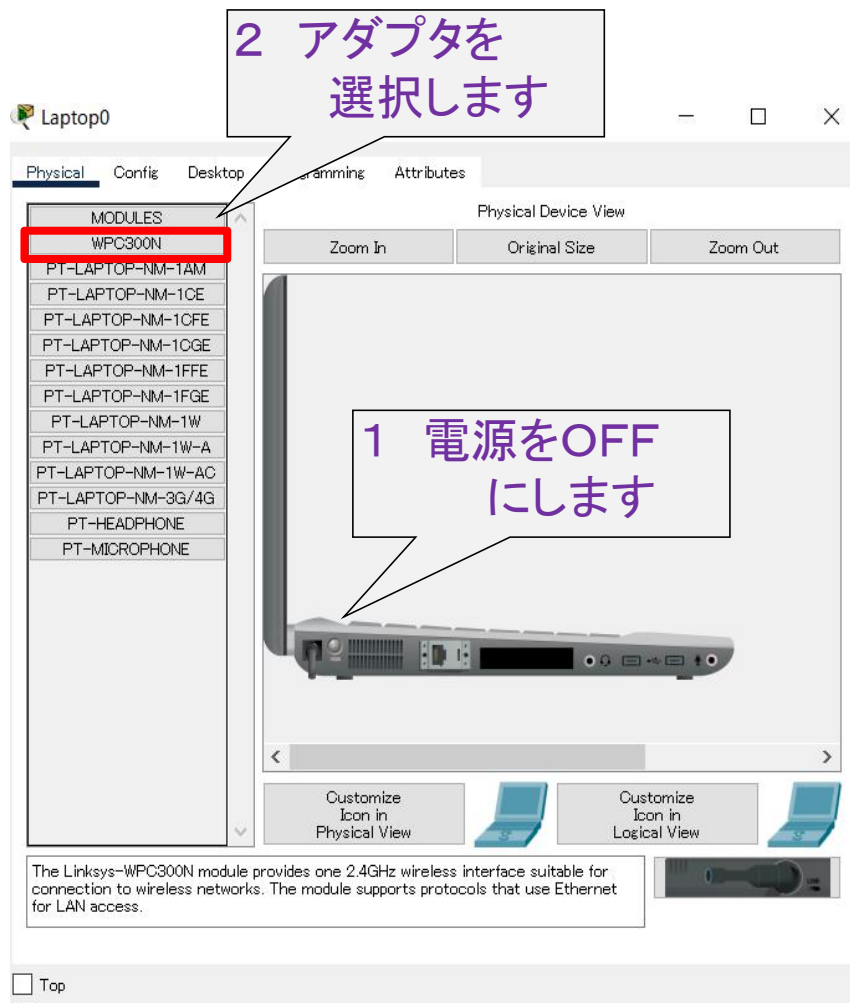 ２　アダプタを
選択します
Laptop0
Physical
Config
Desktop
ramming
Attributes
MODULES
WPC300N
PT-LAPTOP-NM-1AM
PT-LAPTOP-NM-1CE
PT-LAPTOP-NM-1CFE
PT-LAPTOP-NM-1CGE
PT-LAPTOP-NM-1FFE
PT-LAPTOP-NM-1FGE
PT-LAPTOP-NM-1W
PT-LAPTOP-NM-1W-A
PT-LAPTOP-NM-1W-AC
PT-LAPTOP-NM-3G/4G
PT-HEADPHONE
PT-MICROPHONE
Physical Device View
Zoom In
Original Size
Zoom Out
１　電源をOFF
にします
Customize
Icon in
Physical View
Customize
Icon in
Logical View
The Linksys-WPC300N module provides one 2.4GHz wireless interface suitable for
connection to wireless networks. The module supports protocols that use Ethernet
for LAN access.
Top